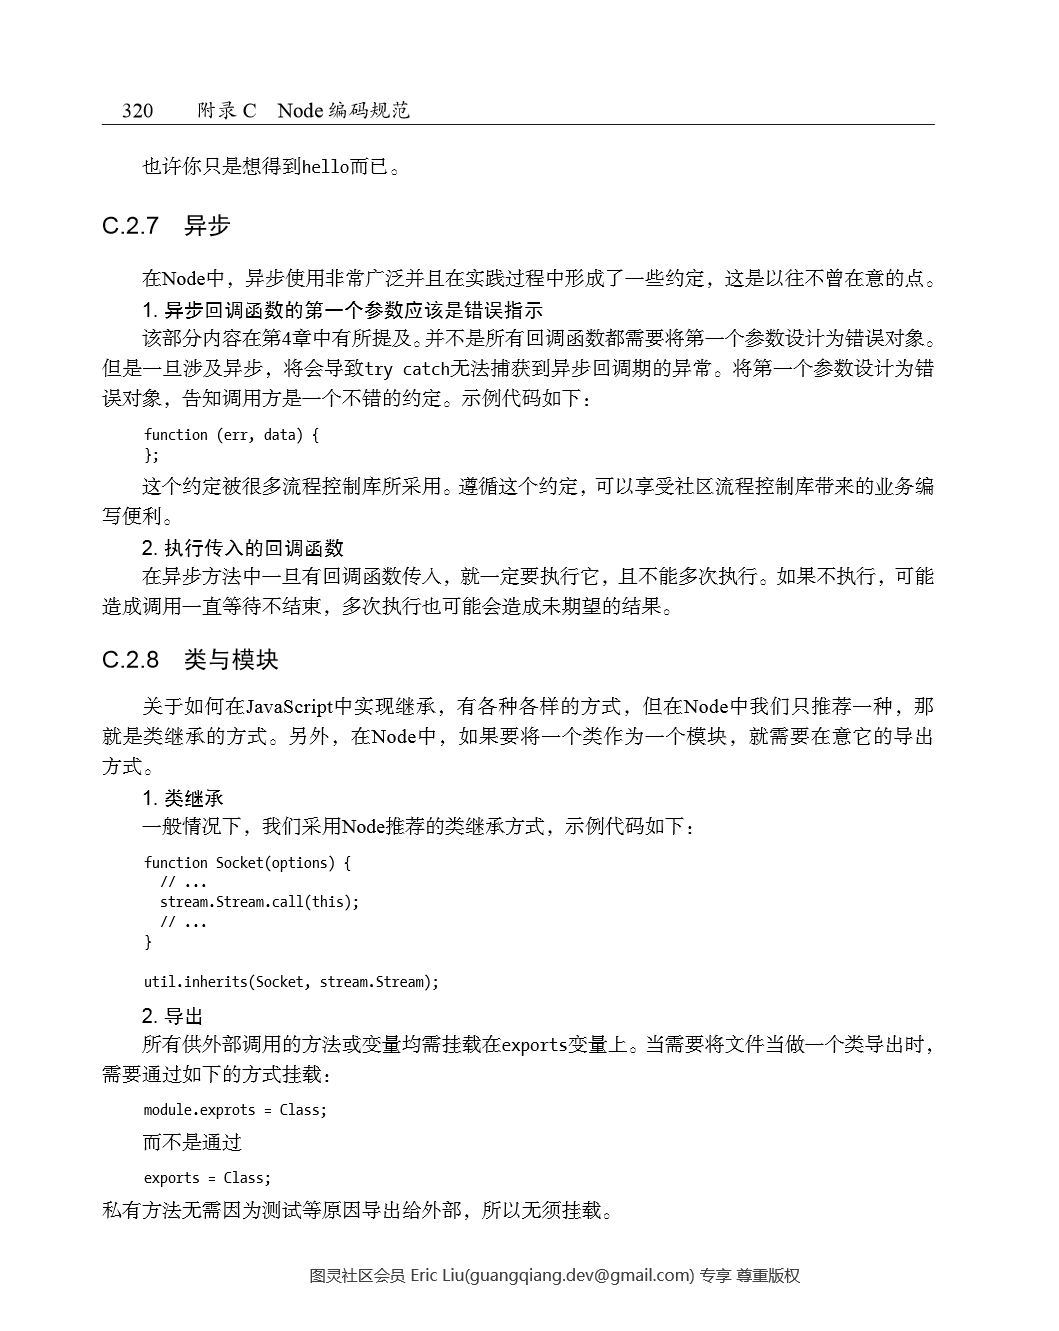 320 附录 C Node 编码规范
也许你只是想得到hello而已。
C.2.7 异步
在Node中，异步使用非常广泛并且在实践过程中形成了一些约定，这是以往不曾在意的点。
1. 异步回调函数的第一个参数应该是错误指示
该部分内容在第4章中有所提及。并不是所有回调函数都需要将第一个参数设计为错误对象。
但是一旦涉及异步，将会导致try catch无法捕获到异步回调期的异常。将第一个参数设计为错
误对象，告知调用方是一个不错的约定。示例代码如下：
function (err, data) {
};
这个约定被很多流程控制库所采用。遵循这个约定，可以享受社区流程控制库带来的业务编
写便利。
2. 执行传入的回调函数
在异步方法中一旦有回调函数传入，就一定要执行它，且不能多次执行。如果不执行，可能
造成调用一直等待不结束，多次执行也可能会造成未期望的结果。
C.2.8 类与模块
关于如何在JavaScript中实现继承，有各种各样的方式，但在Node中我们只推荐一种，那
就是类继承的方式。另外，在Node中，如果要将一个类作为一个模块，就需要在意它的导出
方式。
1. 类继承
一般情况下，我们采用Node推荐的类继承方式，示例代码如下：
function Socket(options) {
  // ...
  stream.Stream.call(this);
  // ...
}
util.inherits(Socket, stream.Stream);
2. 导出
所有供外部调用的方法或变量均需挂载在exports变量上。当需要将文件当做一个类导出时，
需要通过如下的方式挂载：
module.exprots = Class;
而不是通过
exports = Class;
私有方法无需因为测试等原因导出给外部，所以无须挂载。
图灵社区会员 Eric Liu(guangqiang.dev@gmail.com) 专享 尊重版权